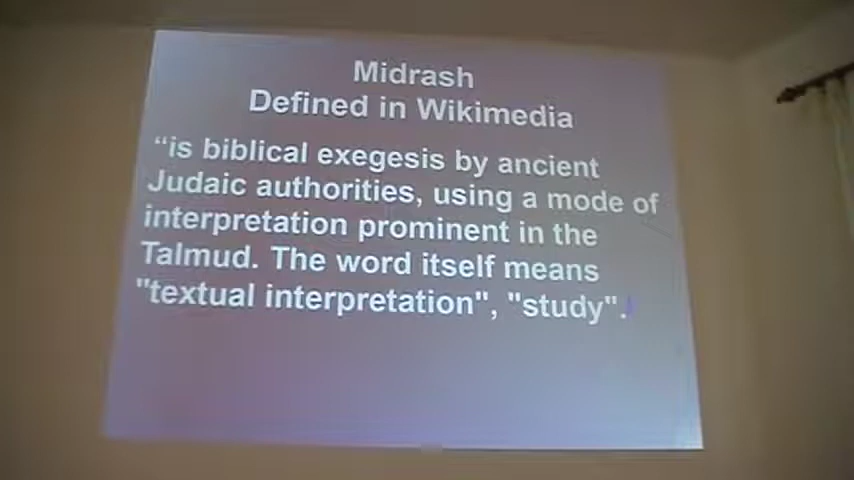 Midrash
Defined in Wikimedia
“is biblical exegesis by ancient
Judaic authorities, using a mode of
interpretation prominent in the
Talmud. The word itself means
"textual interpretation", "study".